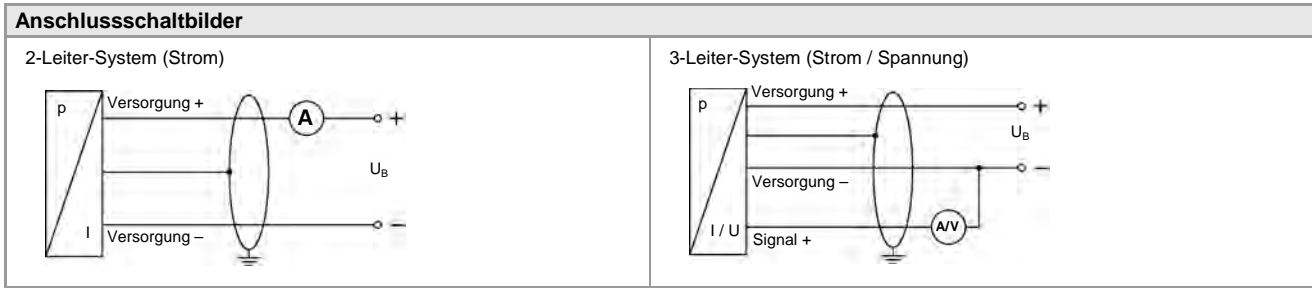 Anschlussschaltbilder
2-Leiter-System (Strom)
p
Versorgung +
A
+
U_B
I
Versorgung –
–
3-Leiter-System (Strom / Spannung)
p
Versorgung +
+
U_B
Versorgung –
–
I / U
Signal +
A/V